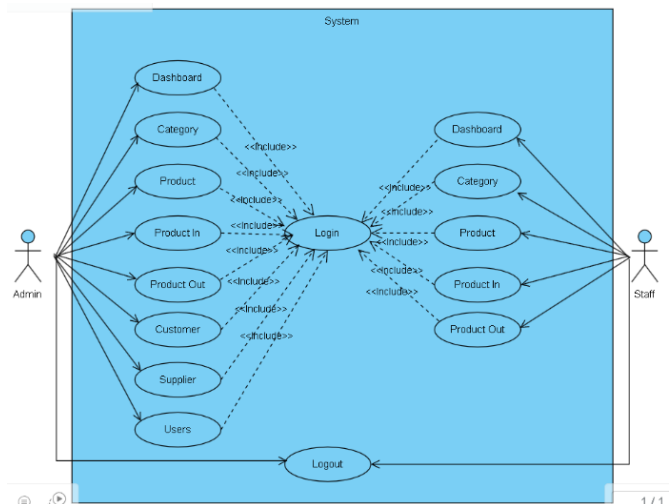 System
Dashboard
Category
Product
Product In
Product Out
Customer
Supplier
Users
Admin
<<Include>>
<<Include>>
<<Include>>
<<Include>>
<<Include>>
<<Include>>
<<Include>>
<<Include>>
Login
Logout
<<Include>>
<<Include>>
<<Include>>
<<Include>>
<<Include>>
Dashboard
Category
Product
Product In
Product Out
Staff
1 / 1